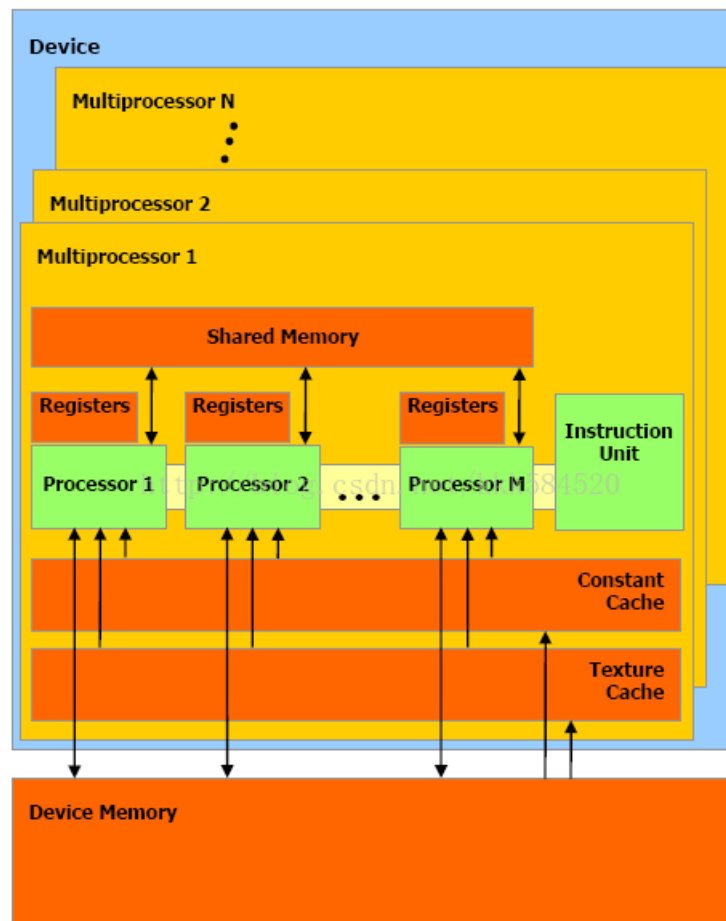 Device
Multiprocessor N
Multiprocessor 2
Multiprocessor 1
Shared Memory
Registers
Registers
Registers
Instruction
Unit
Processor 1
Processor 2
...
Processor M
Constant
Cache
Texture
Cache
Device Memory